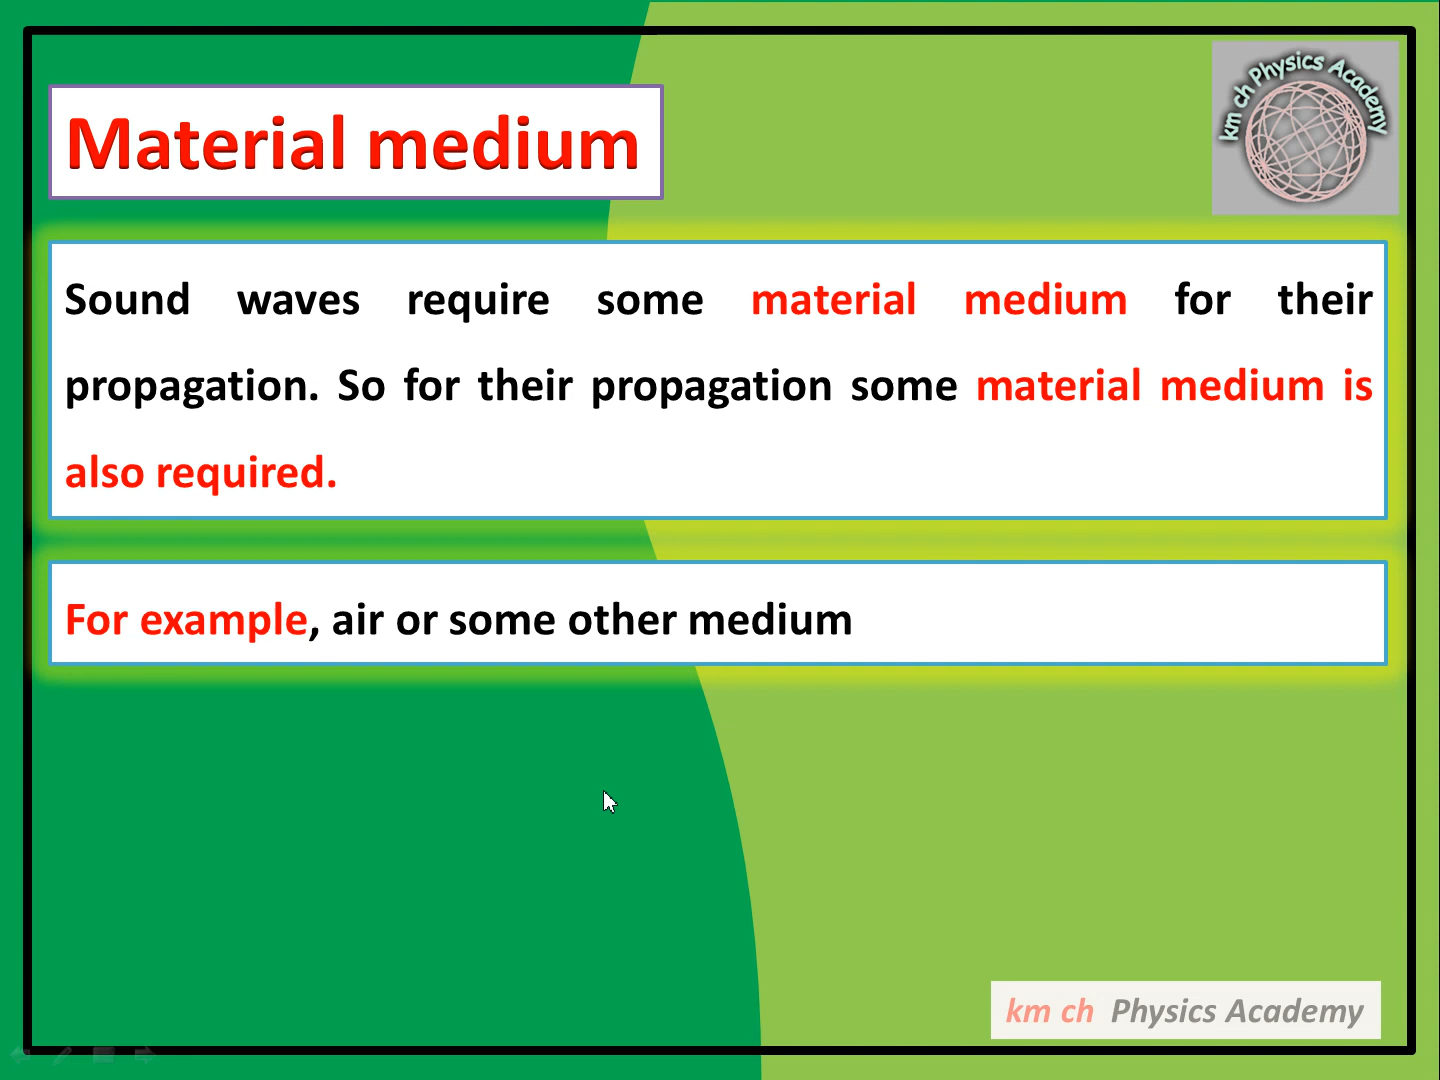 km ch Physics Academy
Material medium
Sound waves require some material medium for their
propagation. So for their propagation some material medium is
also required.
For example, air or some other medium
km ch Physics Academy